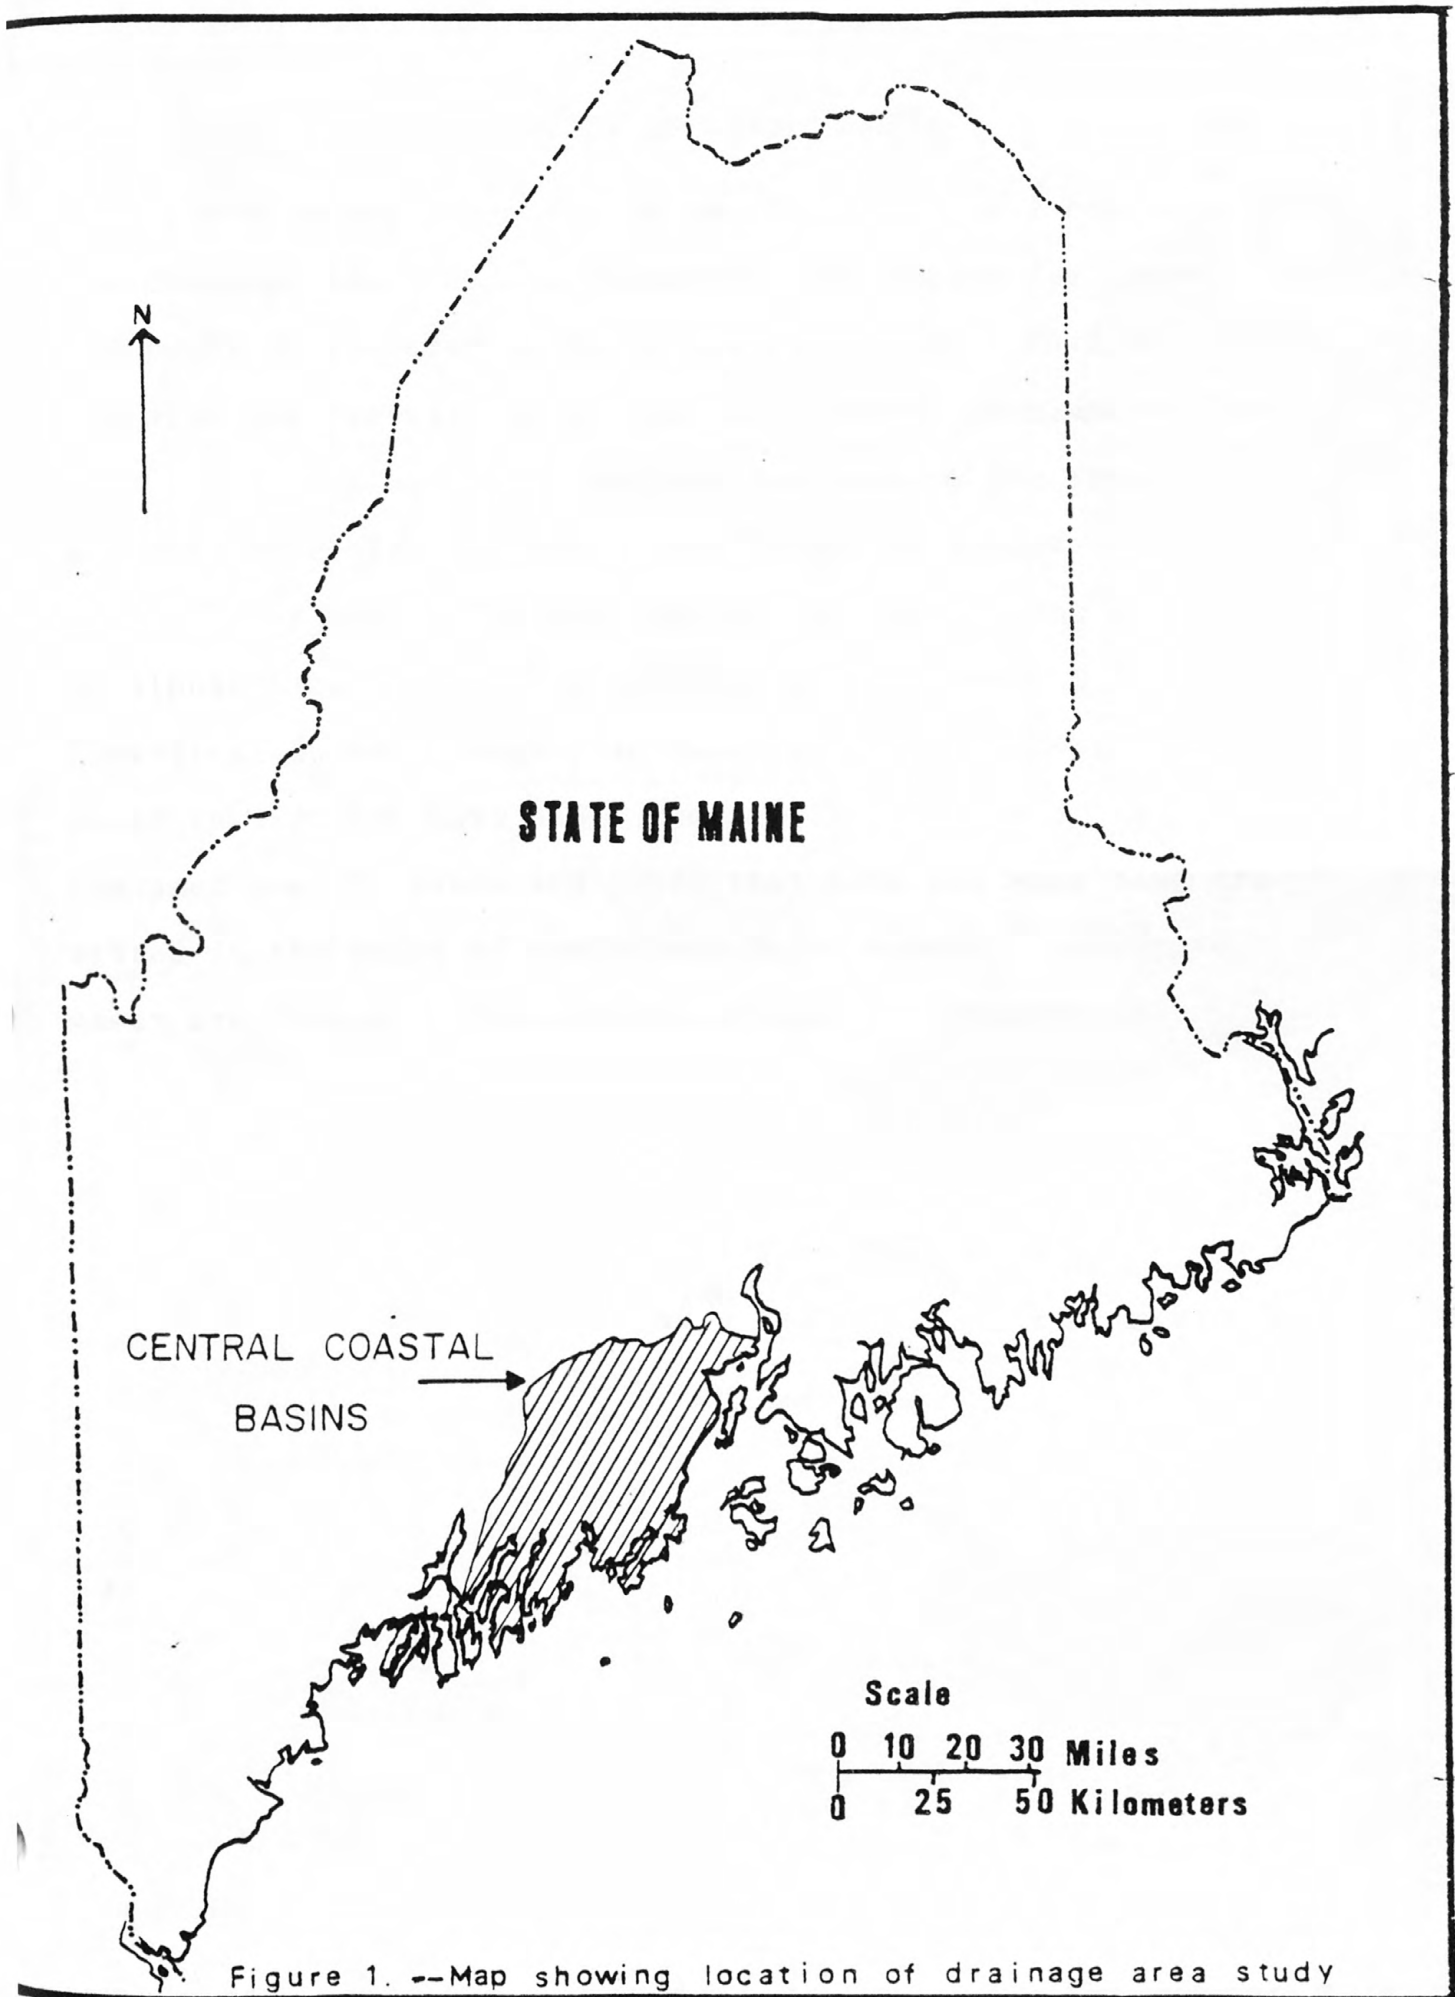 N
STATE OF MAINE
CENTRAL COASTAL
BASINS
Scale
0 10 20 30 Miles
0 25 50 Kilometers
Figure 1. --Map showing location of drainage area study